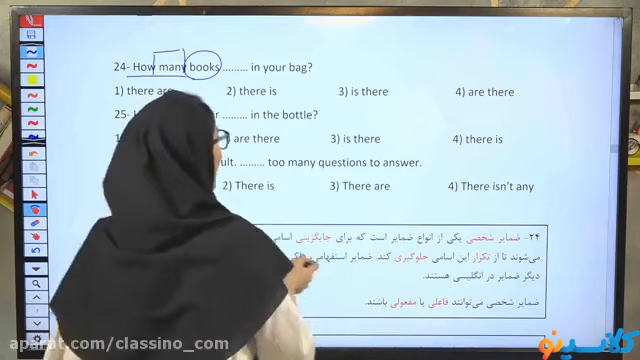 24- How many books ......... in your bag?
1) there are 2) there is 3) is there 4) are there
25- H r ......... in the bottle?
are there 3) is there 4) there is
ult. ......... too many questions to answer.
2) There is 3) There are 4) There isn't any
۲۴- ضمایر شخصی یکی از انواع ضمایر است که برای جایگزینی اسامی
می‌شوند تا از تکرار این اسامی جلوگیری کند. ضمایر استفهامی
دیگر ضمایر در انگلیسی هستند.
ضمایر شخصی می‌توانند فاعلی یا مفعولی باشند.
aparat.com/classino_com
کلاسینو